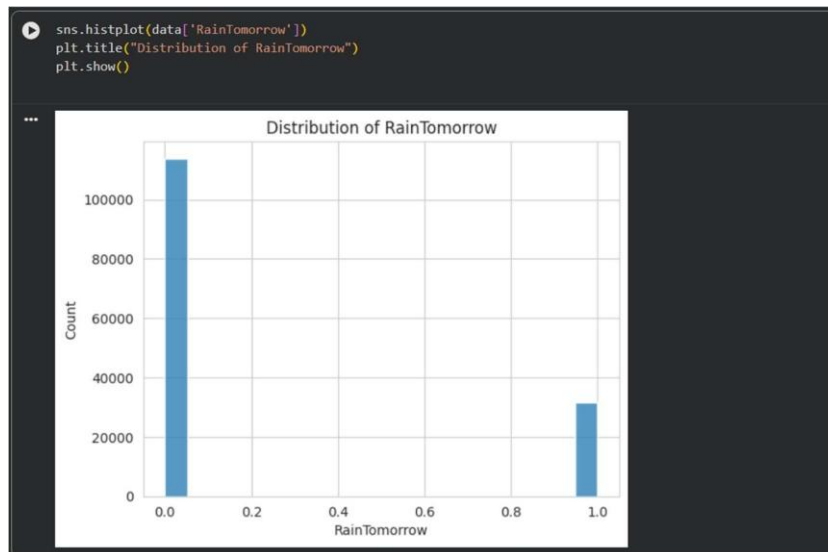 sns.histplot(data['RainTomorrow'])
plt.title("Distribution of RainTomorrow")
plt.show()
Distribution of RainTomorrow
100000
80000
60000
40000
20000
0
Count
0.0 0.2 0.4 0.6 0.8 1.0
RainTomorrow